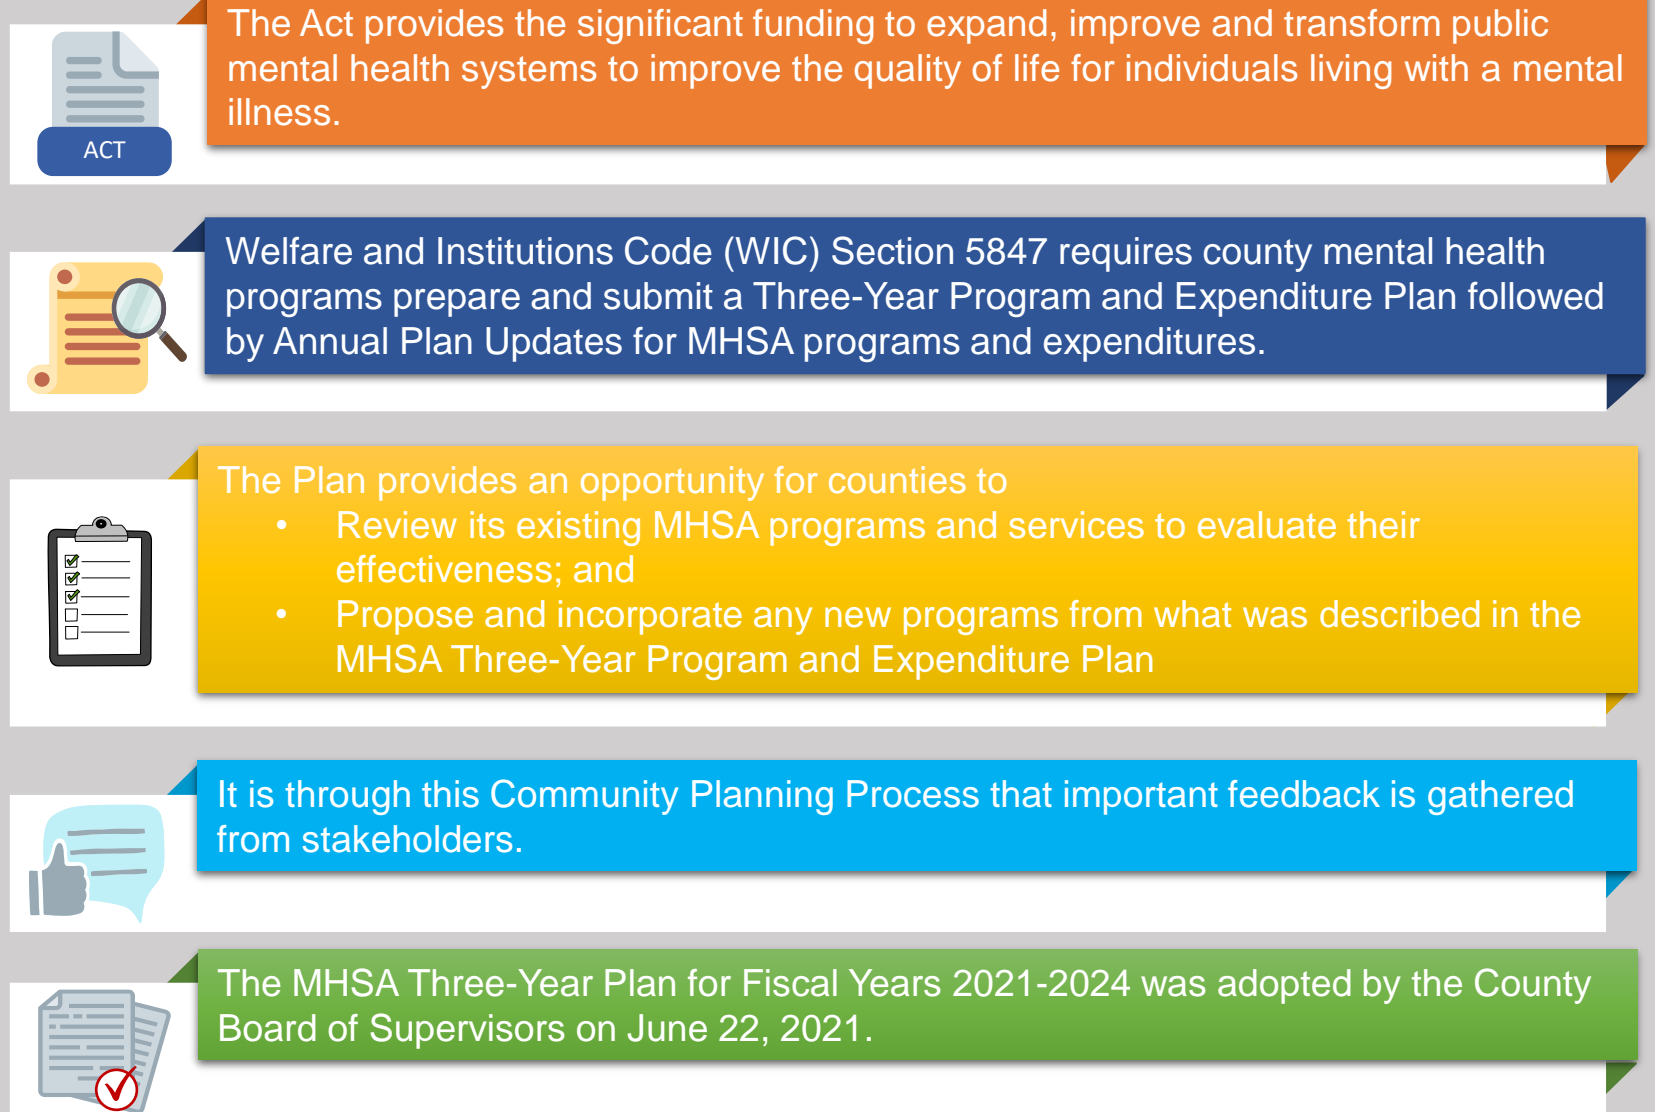 The Act provides the significant funding to expand, improve and transform public
mental health systems to improve the quality of life for individuals living with a mental
illness.
ACT
Welfare and Institutions Code (WIC) Section 5847 requires county mental health
programs prepare and submit a Three-Year Program and Expenditure Plan followed
by Annual Plan Updates for MHSA programs and expenditures.
The Plan provides an opportunity for counties to
• Review its existing MHSA programs and services to evaluate their
effectiveness; and
• Propose and incorporate any new programs from what was described in the
MHSA Three-Year Program and Expenditure Plan
It is through this Community Planning Process that important feedback is gathered
from stakeholders.
The MHSA Three-Year Plan for Fiscal Years 2021-2024 was adopted by the County
Board of Supervisors on June 22, 2021.